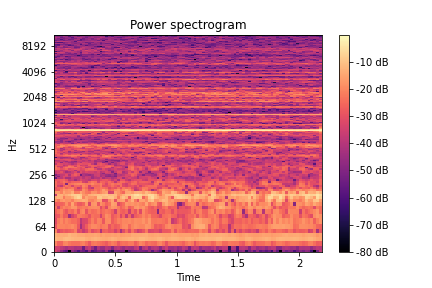 Power spectrogram
Hz
8192
4096
2048
1024
512
256
128
64
0
0
0.5
1
1.5
2
Time
-10 dB
-20 dB
-30 dB
-40 dB
-50 dB
-60 dB
-70 dB
-80 dB